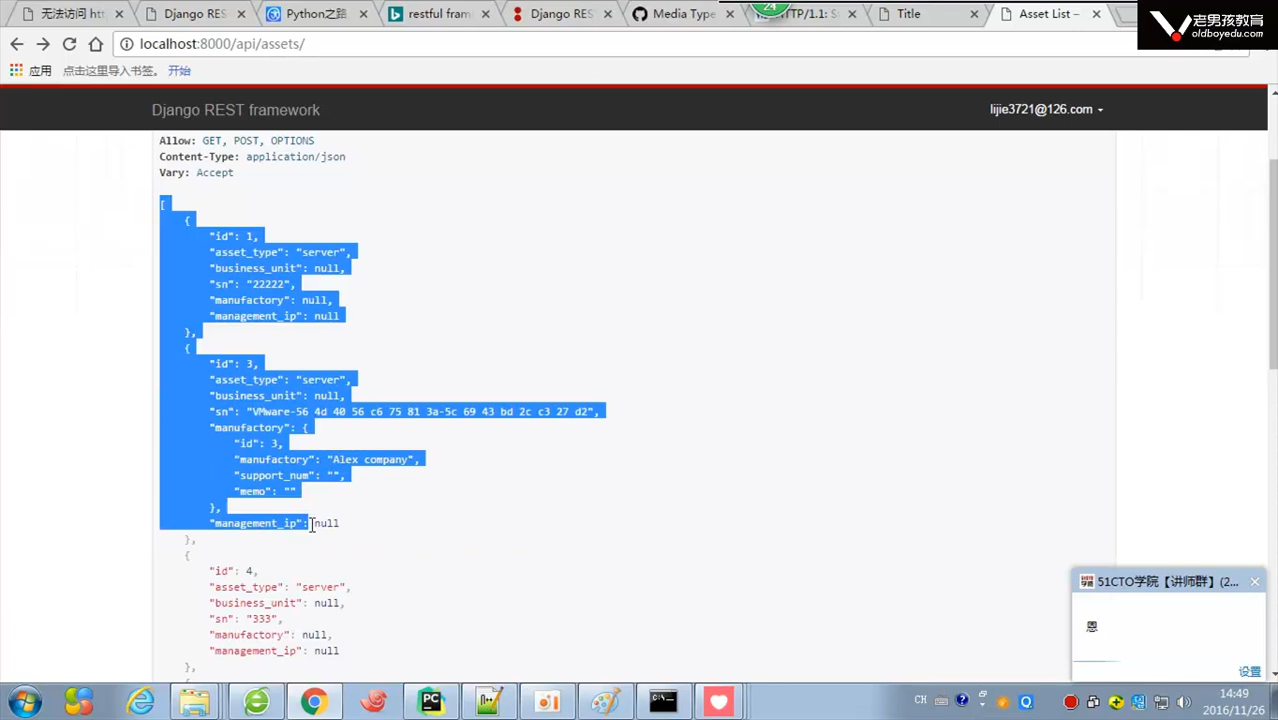 无法访问 http
Django RES
Python之路
restful fram
Django RES
Media Type
HTTP/1.1: S
Title
Asset List –
24
老男孩教育
oldboyedu.com
localhost:8000/api/assets/
应用 点击这里导入书签。 开始
Django REST framework
lijie3721@126.com
Allow: GET, POST, OPTIONS
Content-Type: application/json
Vary: Accept
[
{
"id": 1,
"asset_type": "server",
"business_unit": null,
"sn": "22222",
"manufactory": null,
"management_ip": null
},
{
"id": 3,
"asset_type": "server",
"business_unit": null,
"sn": "VMware-56 4d 40 56 c6 75 81 3a-5c 69 43 bd 2c c3 27 d2",
"manufactory": {
"id": 3,
"manufactory": "Alex company",
"support_num": "",
"memo": ""
},
"management_ip": null
},
{
"id": 4,
"asset_type": "server",
"business_unit": null,
"sn": "333",
"manufactory": null,
"management_ip": null
},
{
51CTO学院【讲师群】(2...
恩
设置
CH
14:49
2016/11/26